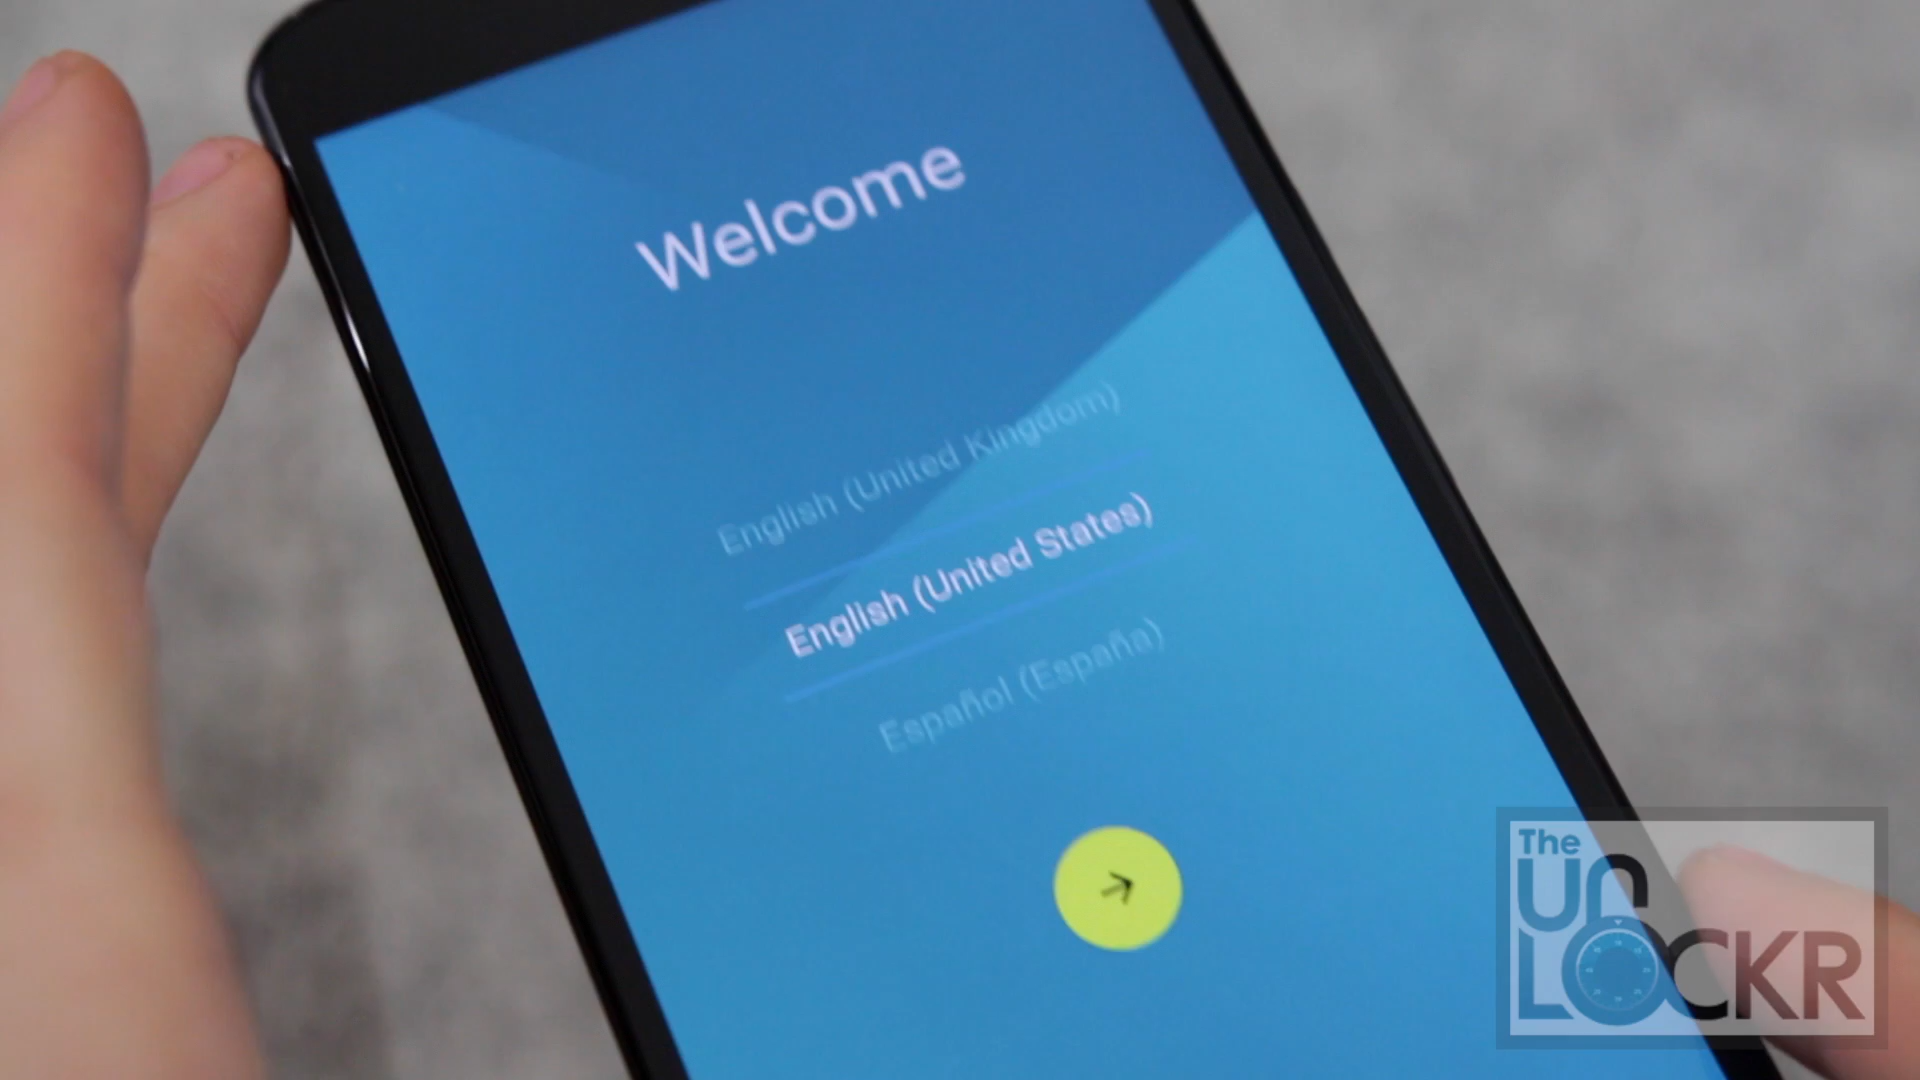 Welcome
English (United Kingdom)
English (United States)
Español (España)
The
UNLOCKR